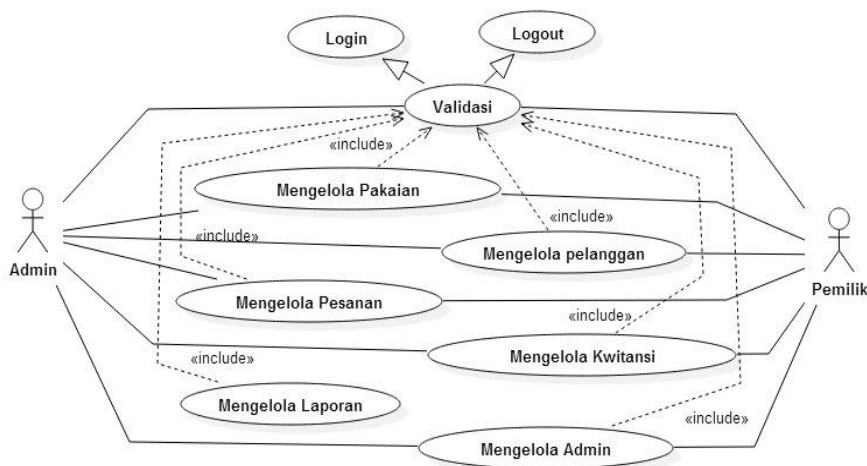 Login
Logout
Validasi
«include»
Mengelola Pakaian
«include»
«include»
Mengelola pelanggan
Admin
Pemilik
Mengelola Pesanan
«include»
Mengelola Kwitansi
«include»
Mengelola Laporan
«include»
Mengelola Admin